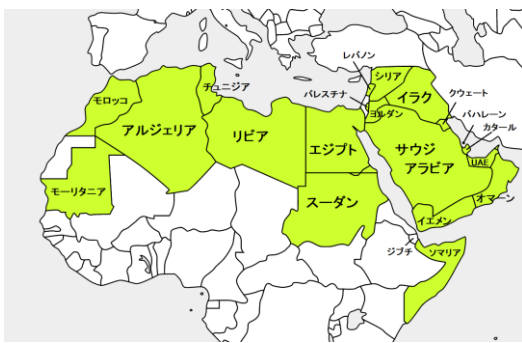 レバノン
シリア
モロッコ
チュニジア
パレスチナ
イラク
クウェート
ヨルダン
バハレーン
アルジェリア
リビア
エジプト
サウジ
アラビア
カタール
UAE
モーリタニア
スーダン
オマーン
イエメン
ジブチ
ソマリア